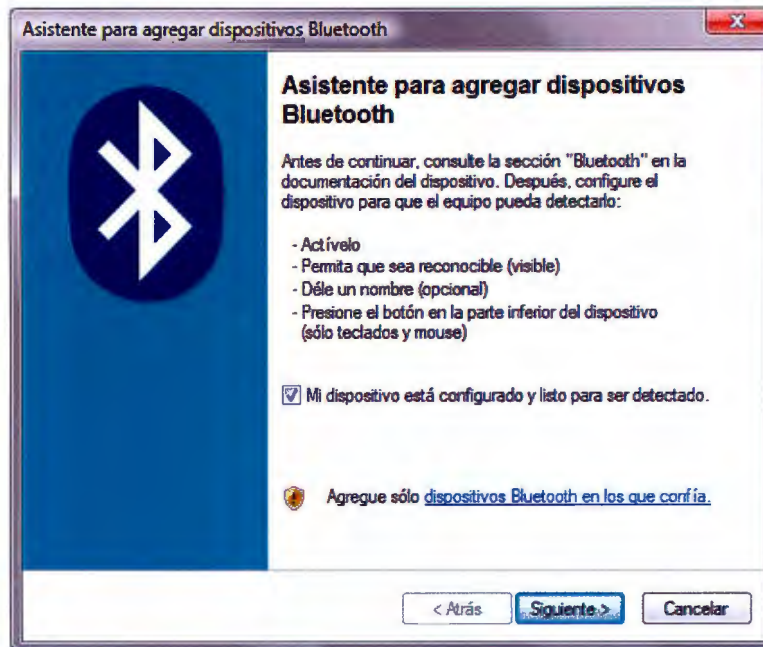 Asistente para agregar dispositivos Bluetooth
Asistente para agregar dispositivos
Bluetooth
Antes de continuar, consulte la sección "Bluetooth" en la
documentación del dispositivo. Después, configure el
dispositivo para que el equipo pueda detectarlo:
- Actívelo
- Permita que sea reconocible (visible)
- Déle un nombre (opcional)
- Presione el botón en la parte inferior del dispositivo
(sólo teclados y mouse)
Mi dispositivo está configurado y listo para ser detectado.
Agregue sólo dispositivos Bluetooth en los que confía.
< Atrás Siguiente > Cancelar